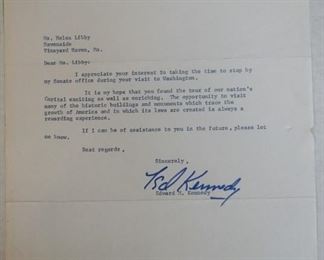 Ms. Helen Libby
Havenside
Vineyard Haven, Ma.
Dear Ms. Libby:
I appreciate your interest in taking the time to stop by
my Senate office during your visit to Washington.
It is my hope that you found the tour of our nation's
Capital exciting as well as enriching. The opportunity to visit
many of the historic buildings and monuments which trace the
growth of America and in which its laws are created is always a
rewarding experience.
If I can be of assistance to you in the future, please let
me know.
Best regards,
Sincerely,
Ted Kennedy
Edward M. Kennedy